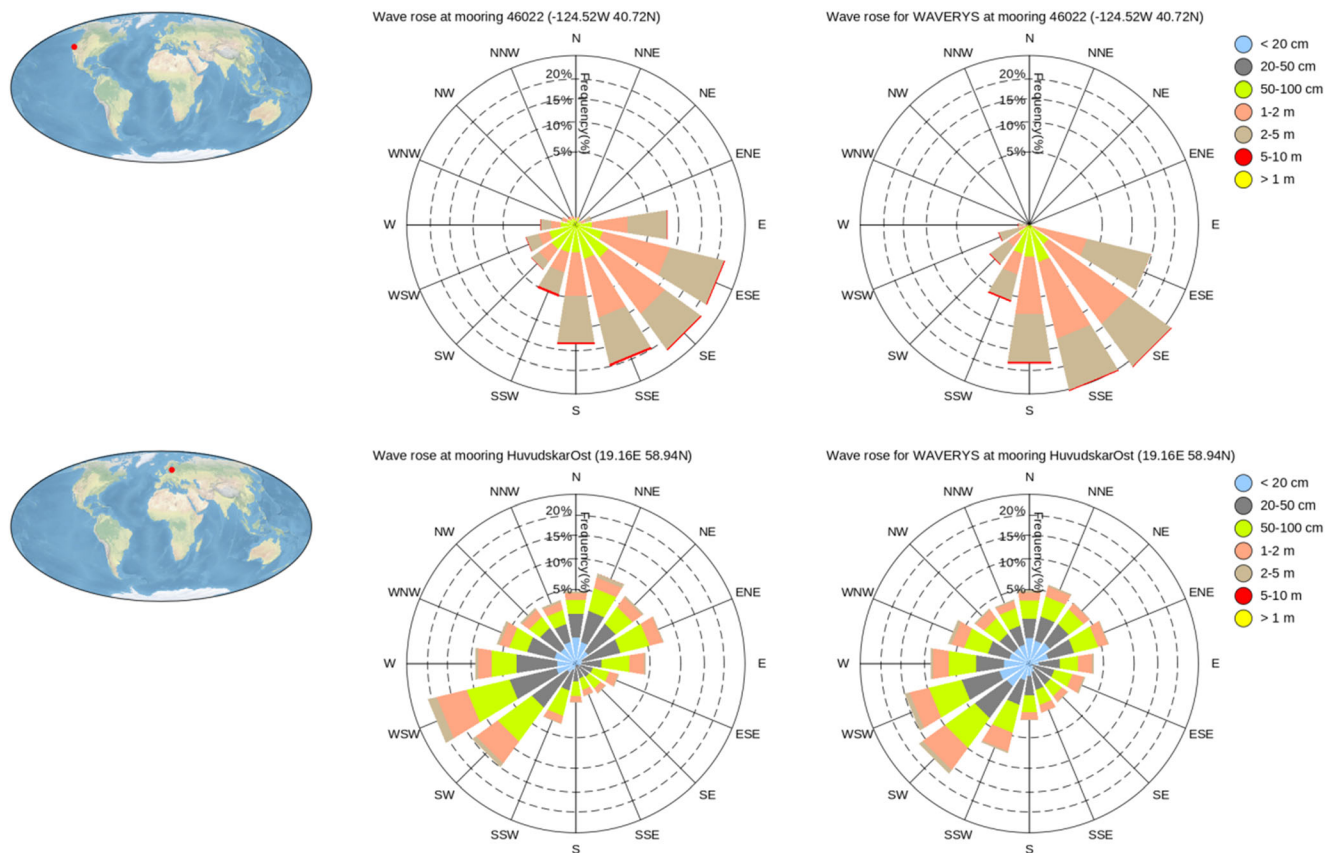 Wave rose at mooring 46022 (-124.52W 40.72N)
N
NNE
NE
ENE
E
ESE
SE
SSE
S
SSW
SW
WSW
W
WNW
NW
NNW
20%
15%
10%
5%
Frequency(%)
Wave rose for WAVERYS at mooring 46022 (-124.52W 40.72N)
N
NNE
NE
ENE
E
ESE
SE
SSE
S
SSW
SW
WSW
W
WNW
NW
NNW
20%
15%
10%
5%
Frequency(%)
< 20 cm
20-50 cm
50-100 cm
1-2 m
2-5 m
5-10 m
> 1 m
Wave rose at mooring HuvudskarOst (19.16E 58.94N)
N
NNE
NE
ENE
E
ESE
SE
SSE
S
SSW
SW
WSW
W
WNW
NW
NNW
20%
15%
10%
5%
Frequency(%)
Wave rose for WAVERYS at mooring HuvudskarOst (19.16E 58.94N)
N
NNE
NE
ENE
E
ESE
SE
SSE
S
SSW
SW
WSW
W
WNW
NW
NNW
20%
15%
10%
5%
Frequency(%)
< 20 cm
20-50 cm
50-100 cm
1-2 m
2-5 m
5-10 m
> 1 m